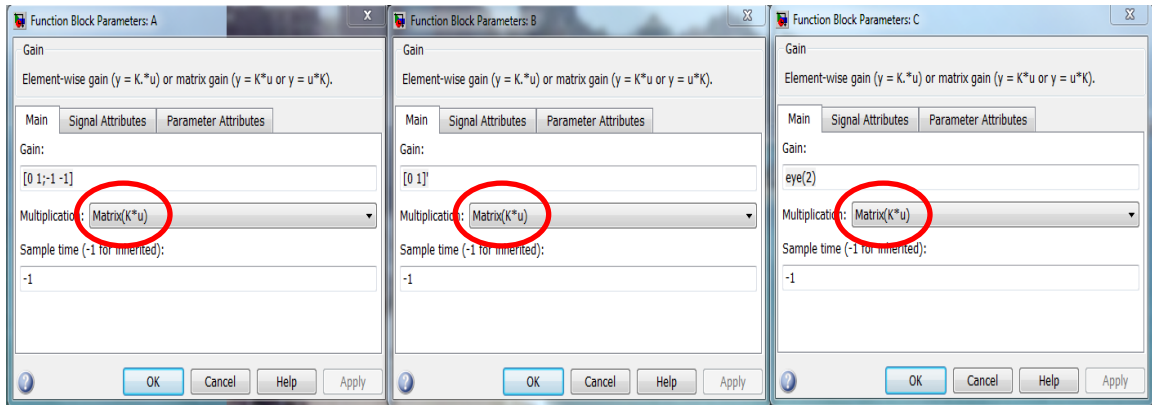 Function Block Parameters: A
X
Gain
Element-wise gain (y = K.*u) or matrix gain (y = K*u or y = u*K).
Main Signal Attributes Parameter Attributes
Gain:
[0 1;-1 -1]
Multiplication: Matrix(K*u)
Sample time (-1 for inherited):
-1
? OK Cancel Help Apply
Function Block Parameters: B
X
Gain
Element-wise gain (y = K.*u) or matrix gain (y = K*u or y = u*K).
Main Signal Attributes Parameter Attributes
Gain:
[0 1]'
Multiplication: Matrix(K*u)
Sample time (-1 for inherited):
-1
? OK Cancel Help Apply
Function Block Parameters: C
X
Gain
Element-wise gain (y = K.*u) or matrix gain (y = K*u or y = u*K).
Main Signal Attributes Parameter Attributes
Gain:
eye(2)
Multiplication: Matrix(K*u)
Sample time (-1 for inherited):
-1
? OK Cancel Help Apply